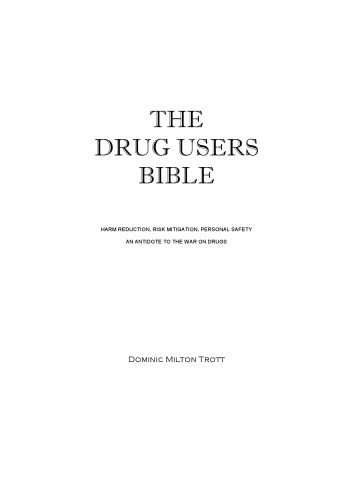 THE
DRUG USERS
BIBLE
HARM REDUCTION, RISK MITIGATION, PERSONAL SAFETY
AN ANTIDOTE TO THE WAR ON DRUGS
DOMINIC MILTON TROTT